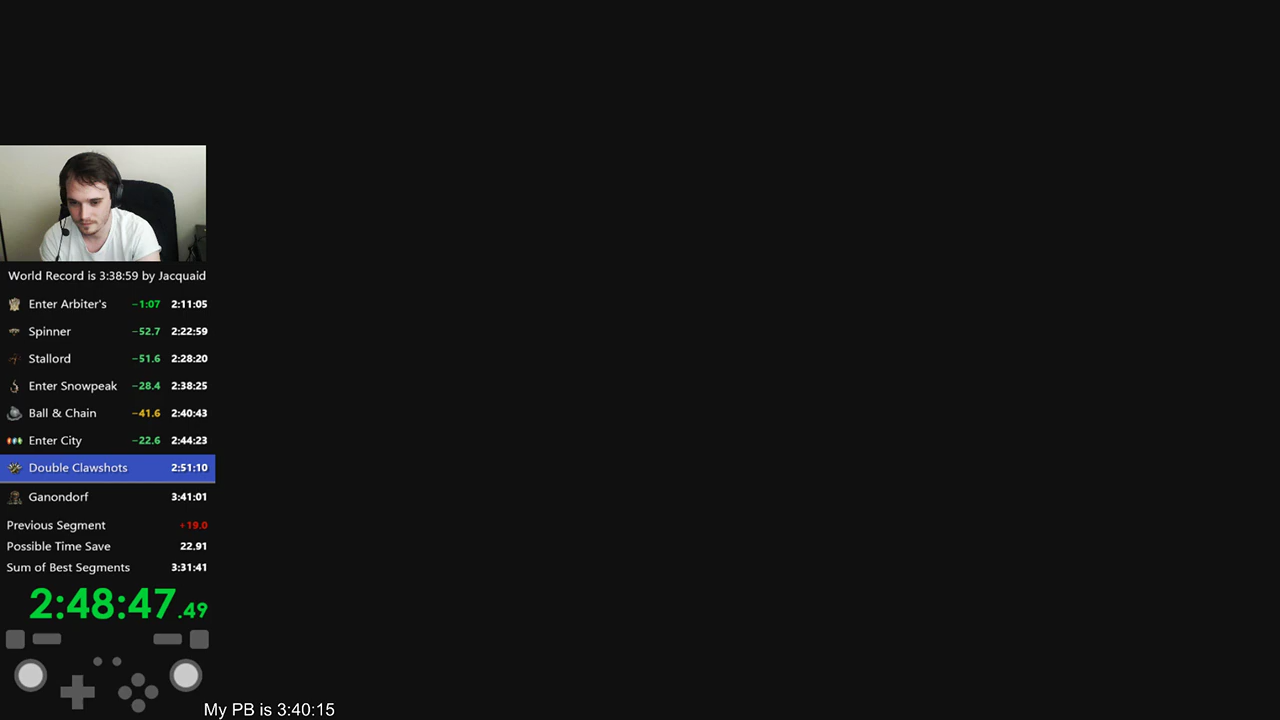 World Record is 3:38:59 by Jacquaid
Enter Arbiter's −1:07 2:11:05
Spinner −52.7 2:22:59
Stallord −51.6 2:28:20
Enter Snowpeak −28.4 2:38:25
Ball & Chain −41.6 2:40:43
Enter City −22.6 2:44:23
Double Clawshots 2:51:10
Ganondorf 3:41:01
Previous Segment +19.0
Possible Time Save 22.91
Sum of Best Segments 3:31:41
2:48:47.49
My PB is 3:40:15